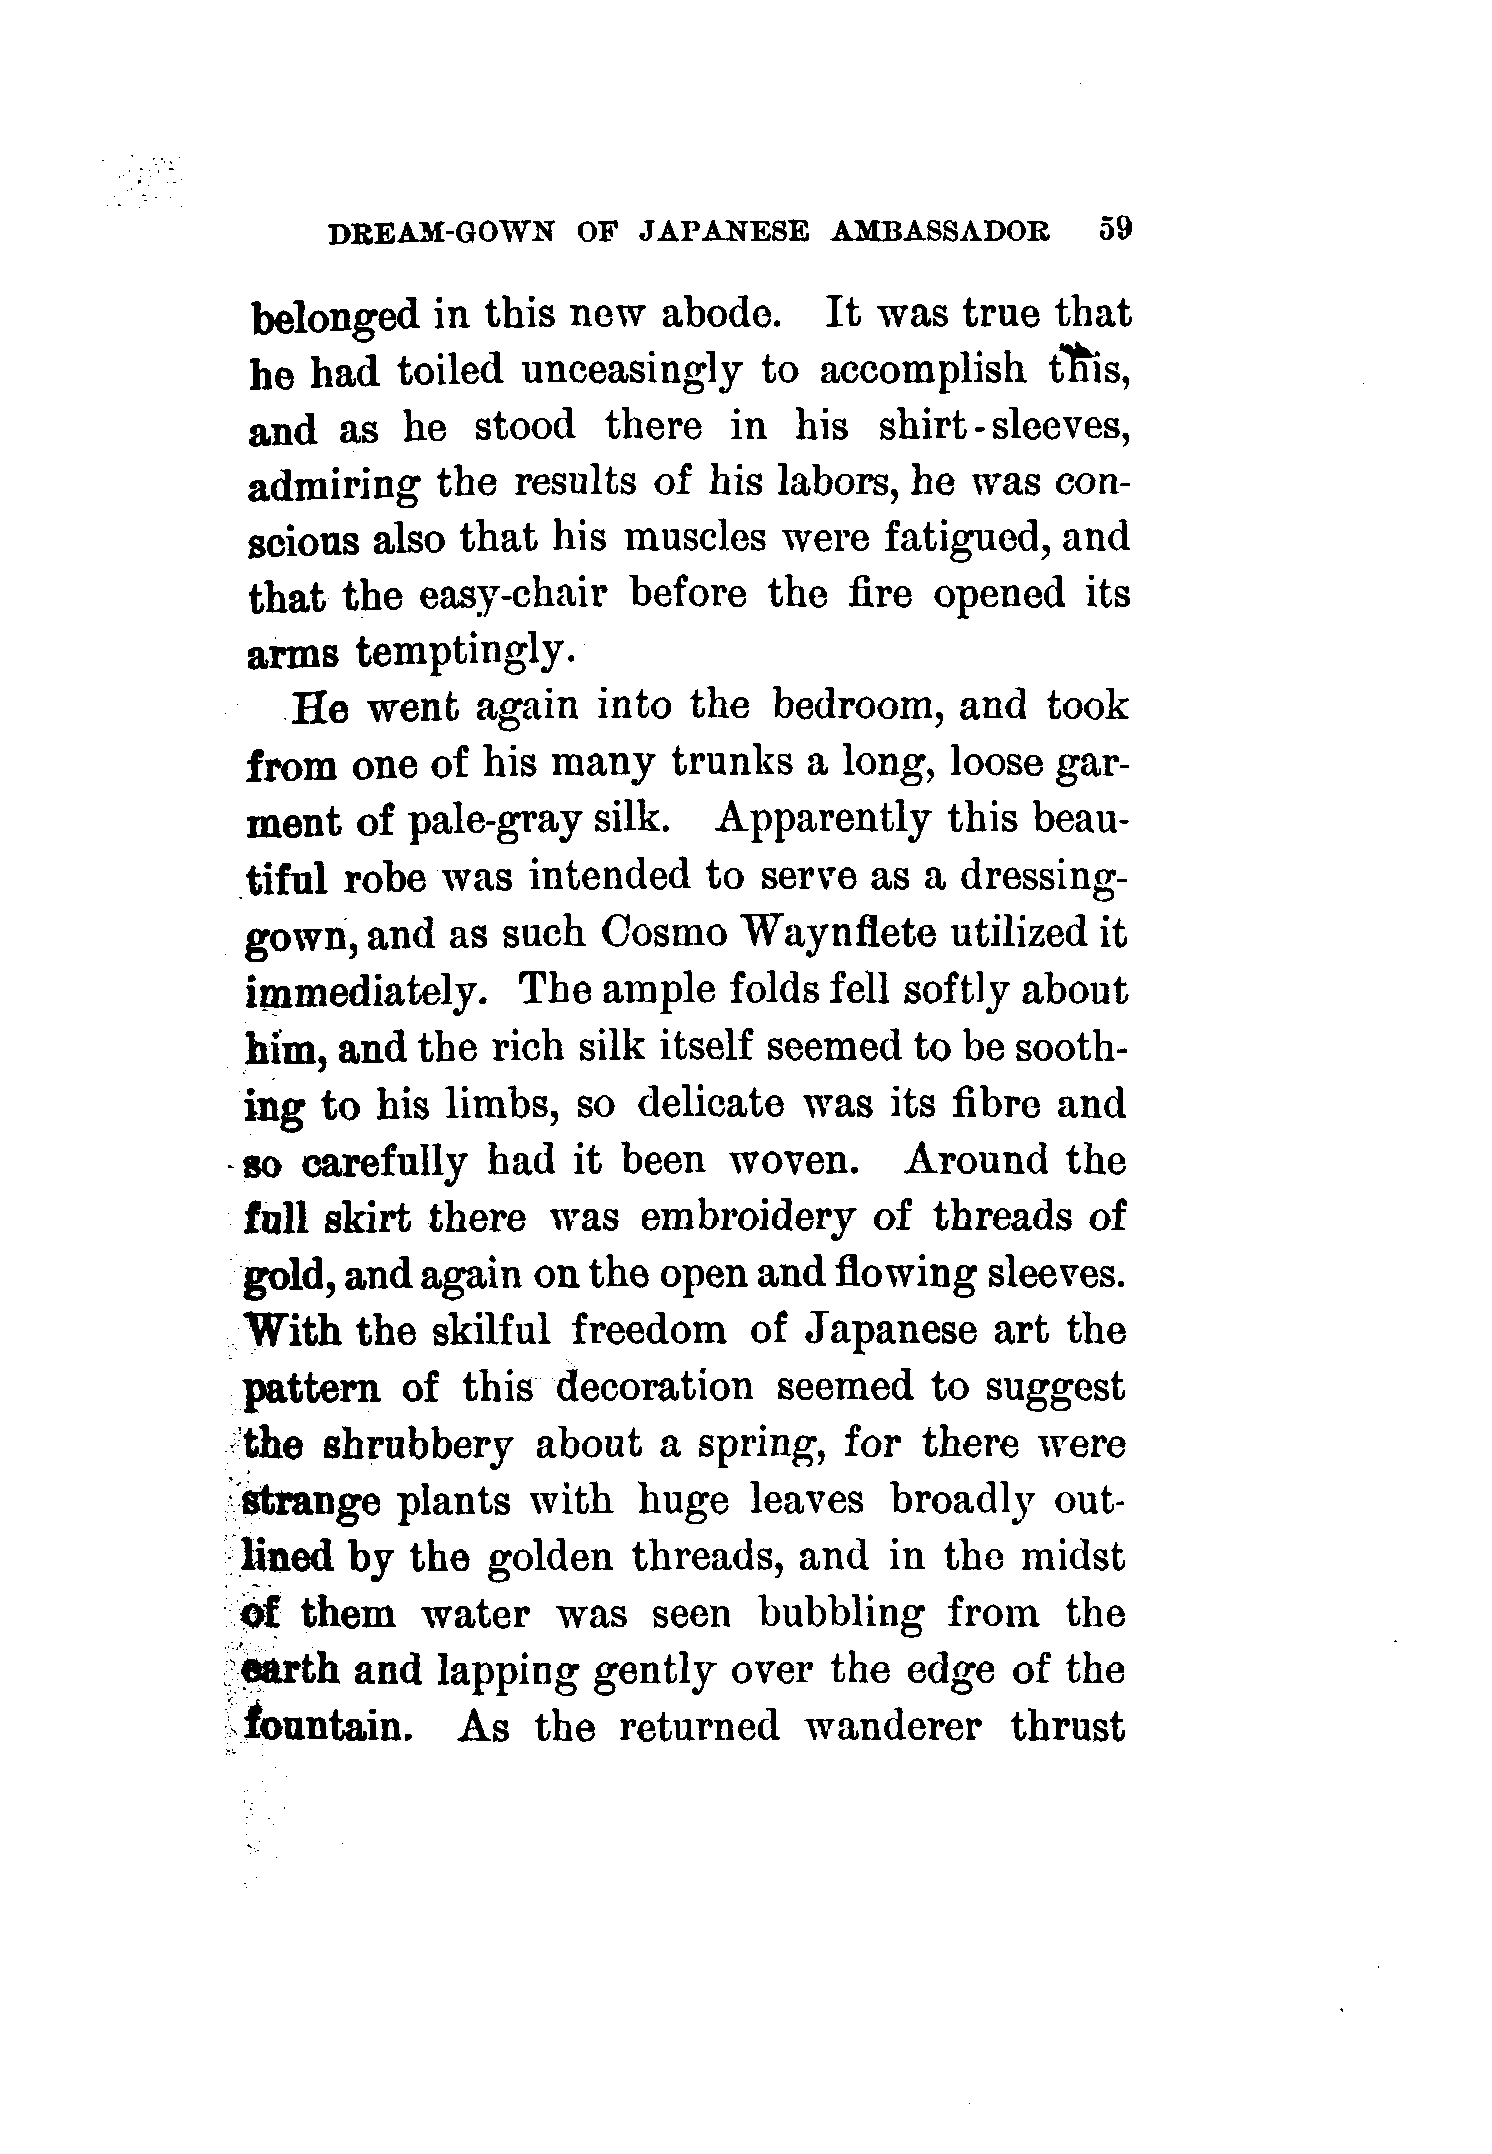 DREAM-GOWN OF JAPANESE AMBASSADOR 59
belonged in this new abode. It was true that
he had toiled unceasingly to accomplish this,
and as he stood there in his shirt-sleeves,
admiring the results of his labors, he was con-
scious also that his muscles were fatigued, and
that the easy-chair before the fire opened its
arms temptingly.
He went again into the bedroom, and took
from one of his many trunks a long, loose gar-
ment of pale-gray silk. Apparently this beau-
tiful robe was intended to serve as a dressing-
gown, and as such Cosmo Waynflete utilized it
immediately. The ample folds fell softly about
him, and the rich silk itself seemed to be sooth-
ing to his limbs, so delicate was its fibre and
so carefully had it been woven. Around the
full skirt there was embroidery of threads of
gold, and again on the open and flowing sleeves.
With the skilful freedom of Japanese art the
pattern of this decoration seemed to suggest
the shrubbery about a spring, for there were
strange plants with huge leaves broadly out-
lined by the golden threads, and in the midst
of them water was seen bubbling from the
earth and lapping gently over the edge of the
fountain. As the returned wanderer thrust